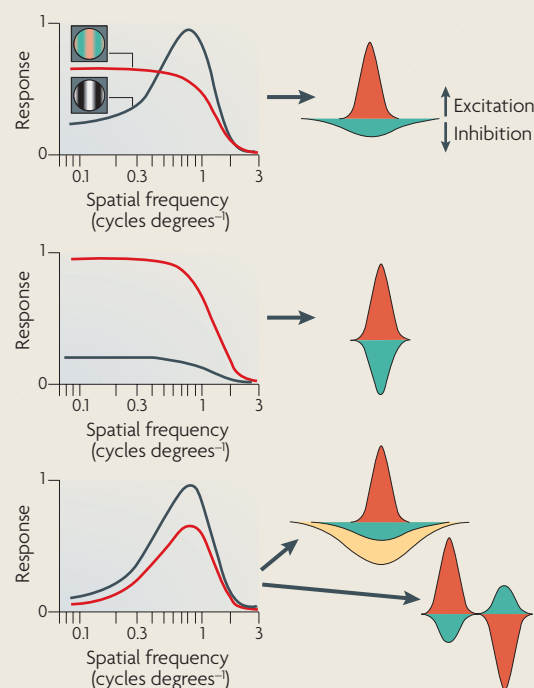 1
Response
0
0.1 0.3 1 3
Spatial frequency
(cycles degrees⁻¹)
Excitation
Inhibition
1
Response
0
0.1 0.3 1 3
Spatial frequency
(cycles degrees⁻¹)
1
Response
0
0.1 0.3 1 3
Spatial frequency
(cycles degrees⁻¹)